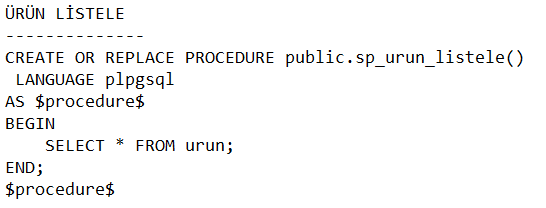 ÜRÜN LİSTELE
--------------
CREATE OR REPLACE PROCEDURE public.sp_urun_listele()
 LANGUAGE plpgsql
AS $procedure$
BEGIN
    SELECT * FROM urun;
END;
$procedure$